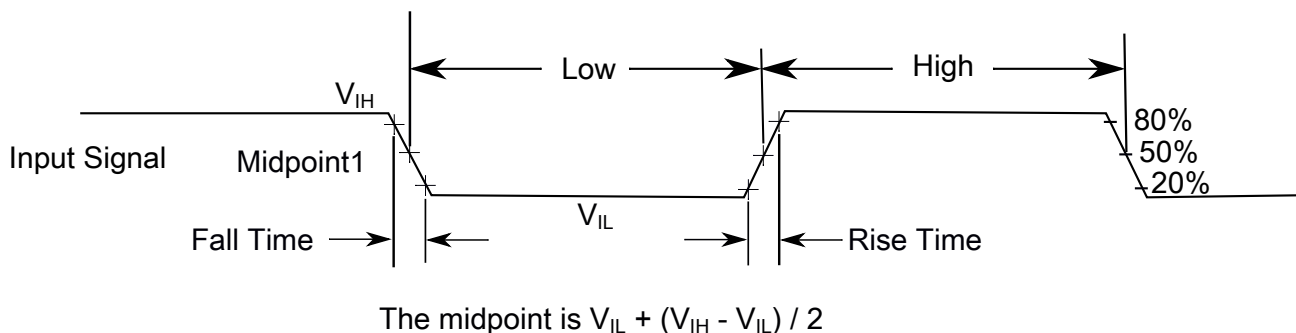 Low
High
V_IH
80%
Input Signal
Midpoint1
50%
20%
V_IL
Fall Time
Rise Time
The midpoint is V_IL + (V_IH - V_IL) / 2